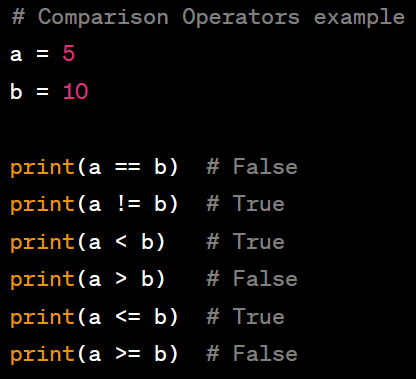 # Comparison Operators example
a = 5
b = 10

print(a == b)  # False
print(a != b)  # True
print(a < b)   # True
print(a > b)   # False
print(a <= b)  # True
print(a >= b)  # False